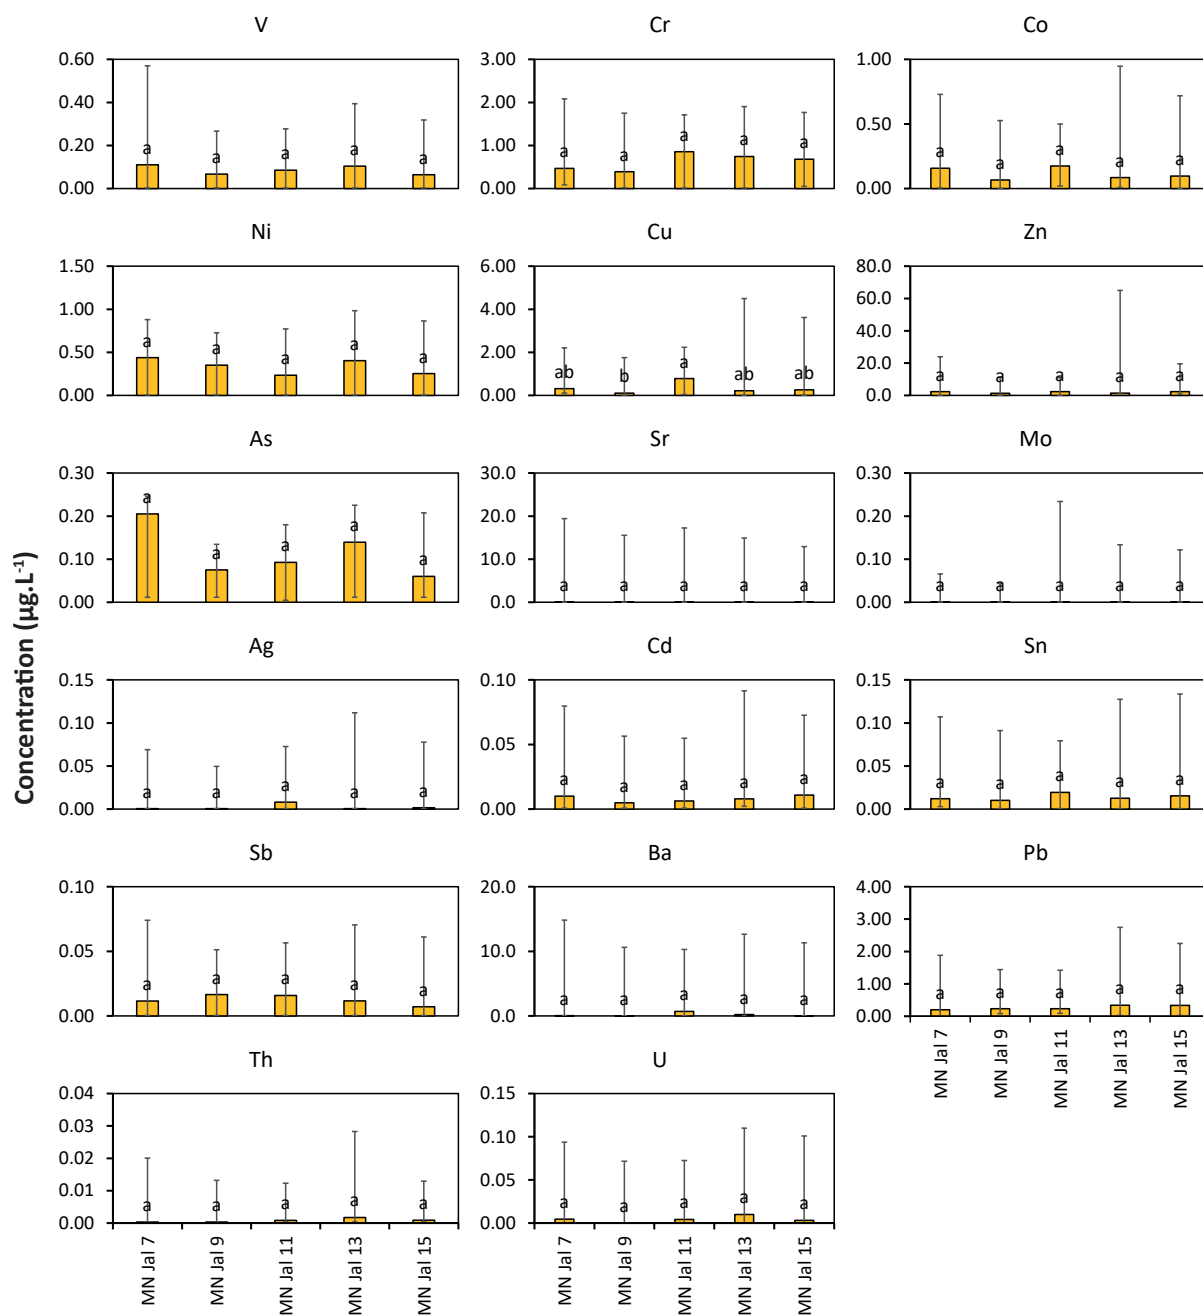 V Cr Co
0.60 3.00 1.00
0.40 2.00
0.20 1.00 0.50
0.00 0.00 0.00
a a a a a a a a a a a a a a a
Ni Cu Zn
1.50 6.00 80.0
1.00 4.00 60.0
0.50 2.00 40.0
20.0
0.00 0.00 0.0
a a a a a ab b a ab ab a a a a a
As Sr Mo
0.30 30.0 0.30
0.20 20.0 0.20
0.10 10.0 0.10
0.00 0.0 0.00
a a a a a a a a a a a a a a a
Concentration (µg.L-1)
Ag Cd Sn
0.15 0.10 0.15
0.10 0.10
0.05 0.05 0.05
0.00 0.00 0.00
a a a a a a a a a a a a a a a
Sb Ba Pb
0.10 20.0 4.00
3.00
0.05 10.0 2.00
1.00
0.00 0.0 0.00
a a a a a a a a a a a a a a a
MN Jal 7 MN Jal 9 MN Jal 11 MN Jal 13 MN Jal 15
Th U
0.04 0.15
0.03 0.10
0.02
0.01 0.05
0.00 0.00
a a a a a a a a a a
MN Jal 7 MN Jal 9 MN Jal 11 MN Jal 13 MN Jal 15 MN Jal 7 MN Jal 9 MN Jal 11 MN Jal 13 MN Jal 15